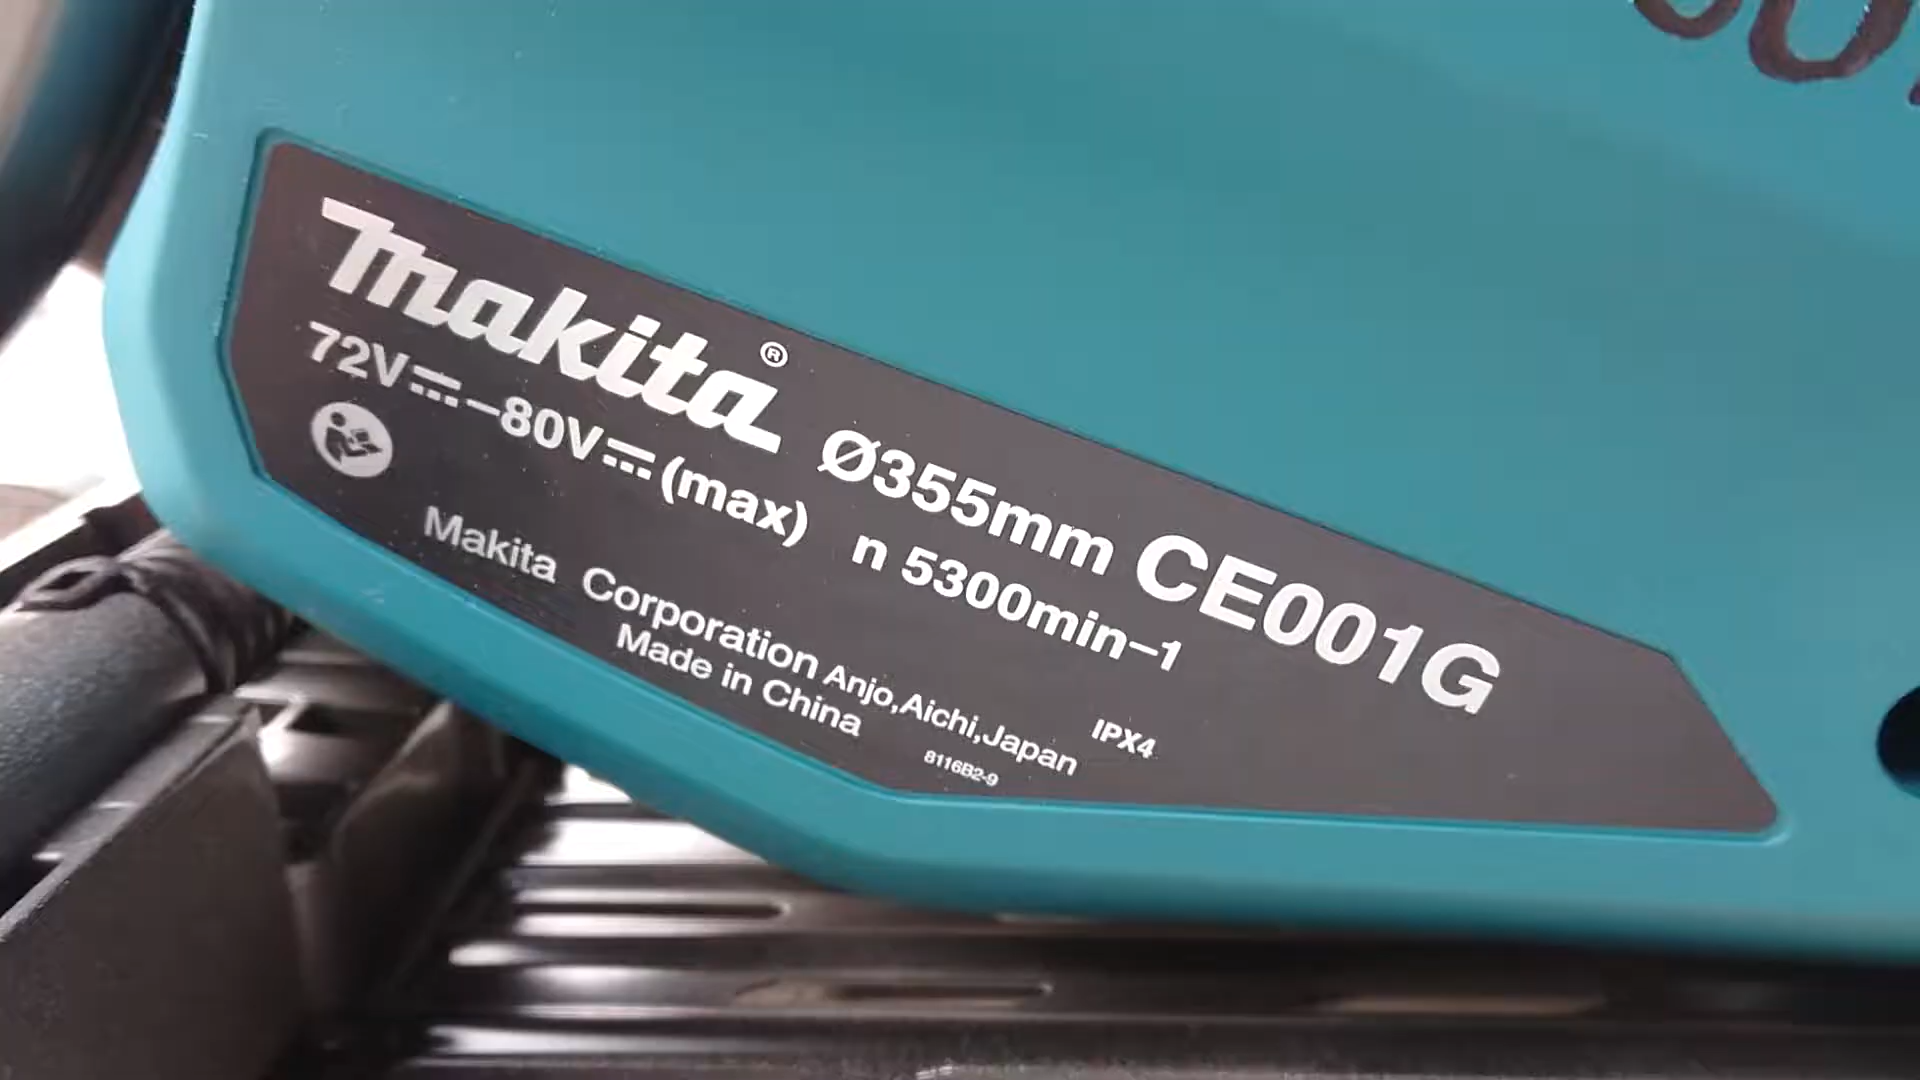 makita®
Ø355mm CE001G
72V⎓–80V⎓(max) n 5300min–1
Makita Corporation Anjo,Aichi,Japan
Made in China
IPX4
8116B2-9